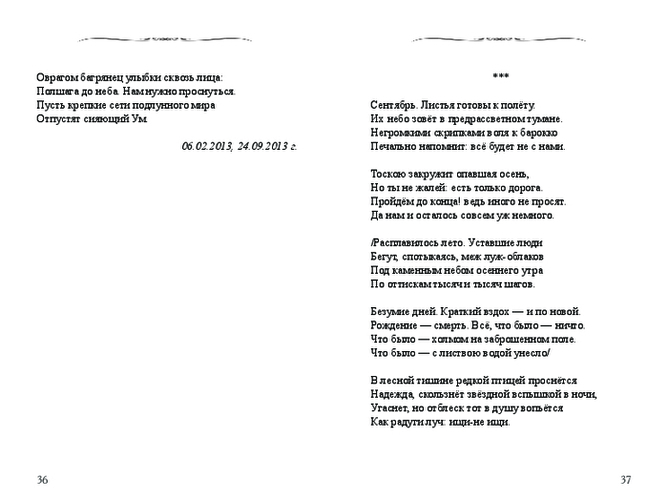 Оврагом багрянец улыбки сквозь лица:
Полшага до неба. Нам нужно проснуться.
Пусть крепкие сети подлунного мира
Отпустят сияющий Ум.
06.02.2013, 24.09.2013 г.
36
***
Сентябрь. Листья готовы к полёту.
Их небо зовёт в предрассветном тумане.
Негромкими скрипками воля к барокко
Печально напомнит: всё будет не с нами.
Тоскою закружит опавшая осень,
Но ты не жалей: есть только дорога.
Пройдём до конца! ведь иного не просят.
Да нам и осталось совсем уж немного.
/Расплавилось лето. Уставшие люди
Бегут, спотыкаясь, меж луж-облаков
Под каменным небом осеннего утра
По оттискам тысяч и тысяч шагов.
Безумие дней. Краткий вздох — и по новой.
Рождение — смерть. Всё, что было — ничто.
Что было — холмом на заброшенном поле.
Что было — с листвою водой унесло/
В лесной тишине редкой птицей проснётся
Надежда, скользнёт звёздной вспышкой в ночи,
Угаснет, но отблеск тот в душу вопьётся
Как радуги луч: ищи-не ищи.
37